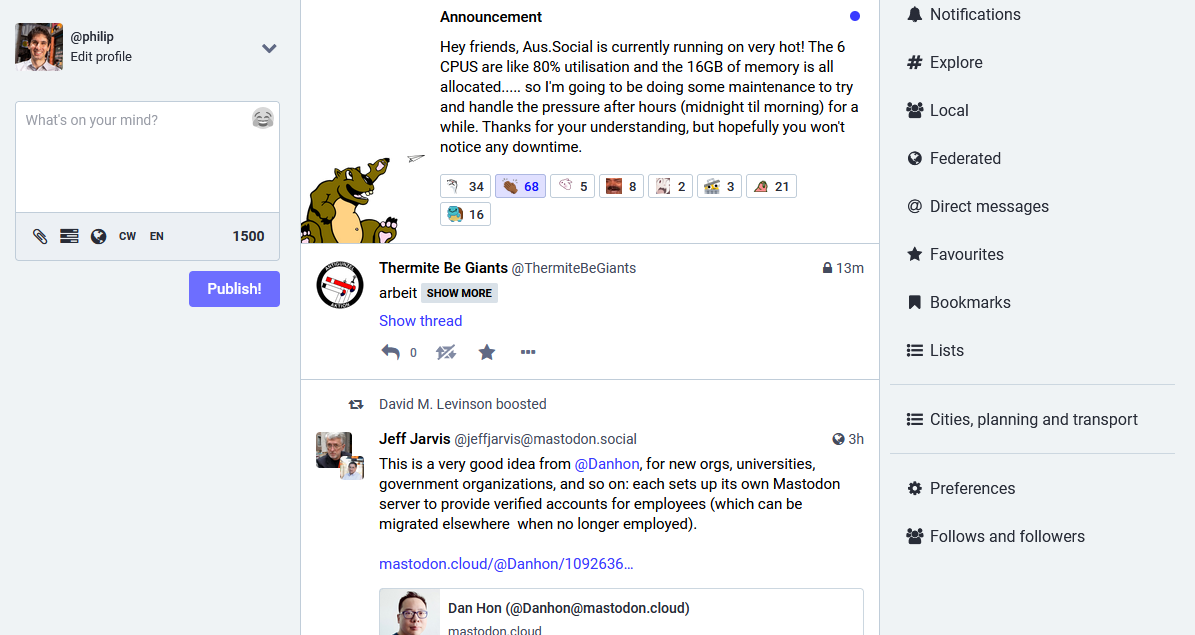 @philip
Edit profile
What's on your mind?
CW EN 1500
Publish!
Announcement
Hey friends, Aus.Social is currently running on very hot! The 6
CPUS are like 80% utilisation and the 16GB of memory is all
allocated..... so I'm going to be doing some maintenance to try
and handle the pressure after hours (midnight til morning) for a
while. Thanks for your understanding, but hopefully you won't
notice any downtime.
34 68 5 8 2 3 21
16
Thermite Be Giants @ThermiteBeGiants 13m
arbeit SHOW MORE
Show thread
0
David M. Levinson boosted
Jeff Jarvis @jeffjarvis@mastodon.social 3h
This is a very good idea from @Danhon, for new orgs, universities,
government organizations, and so on: each sets up its own Mastodon
server to provide verified accounts for employees (which can be
migrated elsewhere  when no longer employed).
mastodon.cloud/@Danhon/1092636…
Dan Hon (@Danhon@mastodon.cloud)
mastodon.cloud
Notifications
Explore
Local
Federated
Direct messages
Favourites
Bookmarks
Lists
Cities, planning and transport
Preferences
Follows and followers